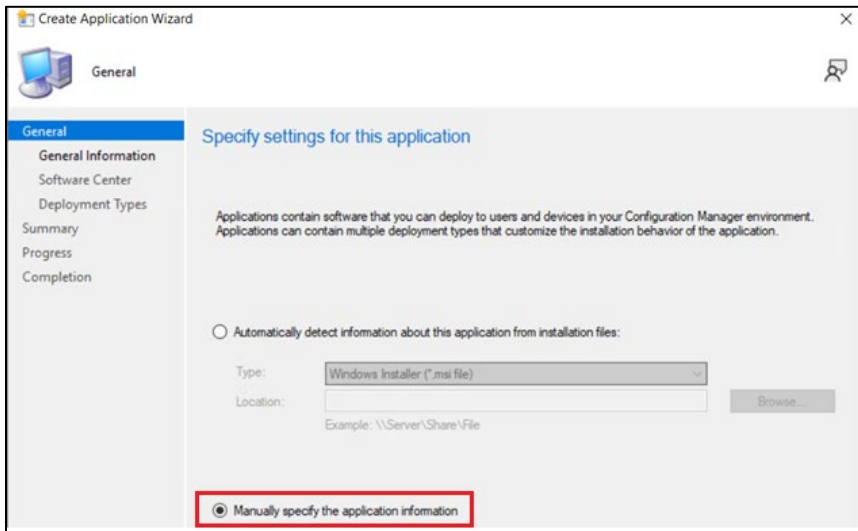 Create Application Wizard
General
General
General Information
Software Center
Deployment Types
Summary
Progress
Completion
Specify settings for this application
Applications contain software that you can deploy to users and devices in your Configuration Manager environment.
Applications can contain multiple deployment types that customize the installation behavior of the application.
Automatically detect information about this application from installation files:
Type: Windows Installer (*.msi file)
Location: Browse...
Example: \\Server\Share\File
Manually specify the application information